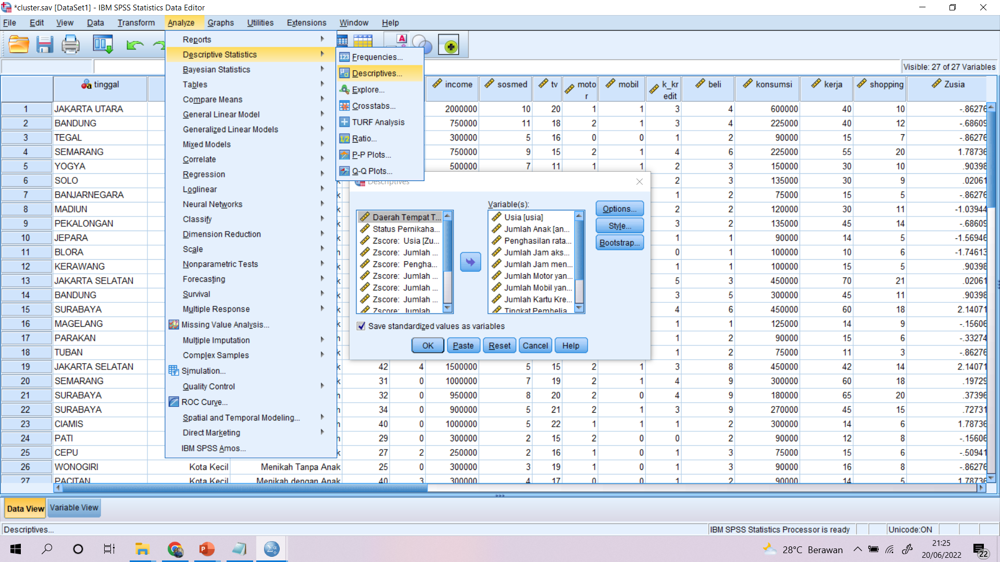 *cluster.sav [DataSet1] - IBM SPSS Statistics Data Editor
File Edit View Data Transform Analyze Graphs Utilities Extensions Window Help
Visible: 27 of 27 Variables
Reports
Descriptive Statistics
Bayesian Statistics
Tables
Compare Means
General Linear Model
Generalized Linear Models
Mixed Models
Correlate
Regression
Loglinear
Neural Networks
Classify
Dimension Reduction
Scale
Nonparametric Tests
Forecasting
Survival
Multiple Response
Missing Value Analysis...
Multiple Imputation
Complex Samples
Simulation...
Quality Control
ROC Curve...
Spatial and Temporal Modeling...
Direct Marketing
IBM SPSS Amos...
Frequencies...
Descriptives...
Explore...
Crosstabs...
TURF Analysis
Ratio...
P-P Plots...
Q-Q Plots...
Descriptives
Variable(s):
Daerah Tempat T...
Status Pernikaha...
Zscore: Usia [Zu...
Zscore: Jumlah ...
Zscore: Pengha...
Zscore: Jumlah ...
Zscore: Jumlah ...
Zscore: Jumlah ...
Zscore: Jumlah
Usia [usia]
Jumlah Anak [an...
Penghasilan rata...
Jumlah Jam aks...
Jumlah Jam men...
Jumlah Motor yan...
Jumlah Mobil yan...
Jumlah Kartu Kre...
Tingkat Pembelia
Options...
Style...
Bootstrap...
Save standardized values as variables
OK Paste Reset Cancel Help
tinggal income sosmed tv motor mobil k_kredit beli konsumsi kerja shopping Zusia
1 JAKARTA UTARA 2000000 10 20 1 1 3 4 600000 40 10 -.86276
2 BANDUNG 750000 11 18 2 1 3 4 225000 40 12 -.68609
3 TEGAL 300000 5 16 0 0 1 2 90000 15 7 -.86276
4 SEMARANG 750000 9 15 2 1 4 6 225000 55 20 1.78736
5 YOGYA 500000 7 11 1 1 2 3 150000 30 10 .90398
6 SOLO 2 3 135000 30 9 .02061
7 BANJARNEGARA k 1 2 75000 15 5 -.86276
8 MADIUN k 2 2 120000 30 11 -1.03944
9 PEKALONGAN k 3 2 135000 45 14 -.68609
10 JEPARA k 1 1 90000 14 5 -1.56946
11 BLORA n 0 1 100000 10 6 -1.74613
12 KERAWANG k 1 1 100000 15 5 .90398
13 JAKARTA SELATAN k 5 3 450000 70 21 .02061
14 BANDUNG k 3 5 300000 45 11 .90398
15 SURABAYA k 4 6 450000 60 18 2.14071
16 MAGELANG k 1 1 125000 14 9 -.15606
17 PARAKAN n 1 2 90000 15 6 -.33274
18 TUBAN k 1 2 75000 11 3 -.86276
19 JAKARTA SELATAN k 42 4 1500000 5 15 2 1 3 8 450000 42 14 2.14071
20 SEMARANG k 31 0 1000000 7 19 2 1 4 9 300000 60 18 .19729
21 SURABAYA n 32 0 950000 8 20 2 0 4 9 180000 65 20 .37396
22 SURABAYA n 34 0 900000 5 21 2 1 3 9 270000 45 15 .72731
23 CIAMIS n 40 0 1000000 5 22 1 1 1 2 300000 14 6 1.78736
24 PATI n 29 0 300000 2 15 2 0 0 2 90000 12 8 -.15606
25 CEPU k 27 2 250000 2 16 1 0 1 3 75000 15 6 -.50941
26 WONOGIRI Kota Kecil Menikah Tanpa Anak 25 0 300000 3 19 1 0 1 3 90000 16 8 -.86276
27 PACITAN Kota Kecil Menikah dengan Anak 40 3 300000 4 17 0 0 1 2 90000 14 5 1.78736
Data View Variable View
Descriptives...
IBM SPSS Statistics Processor is ready
Unicode:ON
28°C Berawan
21:25
20/06/2022
22